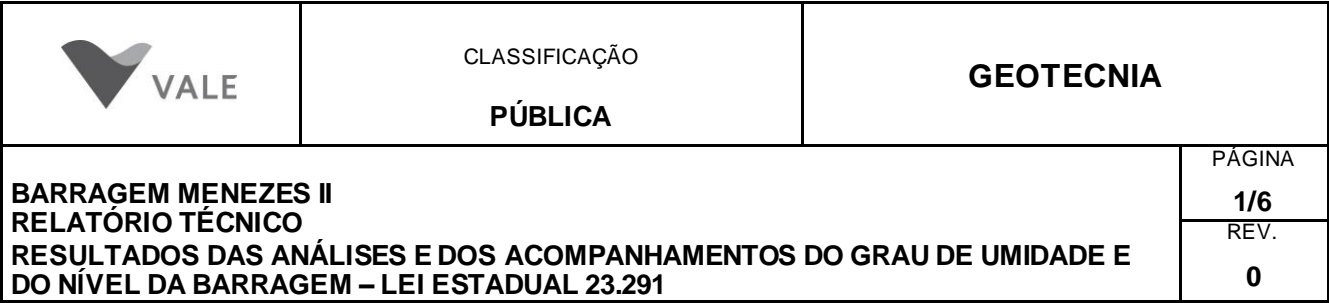 VALE
CLASSIFICAÇÃO
PÚBLICA
GEOTECNIA
BARRAGEM MENEZES II
RELATÓRIO TÉCNICO
RESULTADOS DAS ANÁLISES E DOS ACOMPANHAMENTOS DO GRAU DE UMIDADE E
DO NÍVEL DA BARRAGEM – LEI ESTADUAL 23.291
PÁGINA
1/6
REV.
0